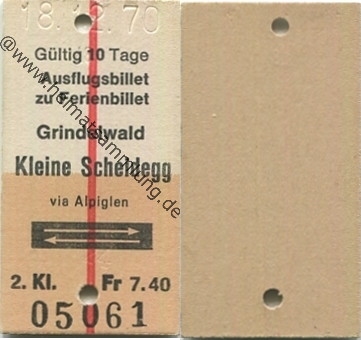 18.12.70
Gültig 10 Tage
Ausflugsbillet
zu Ferienbillet
Grindelwald
Kleine Scheidegg
via Alpiglen
2. Kl. Fr 7.40
05061
@www.heimatsammlung.de